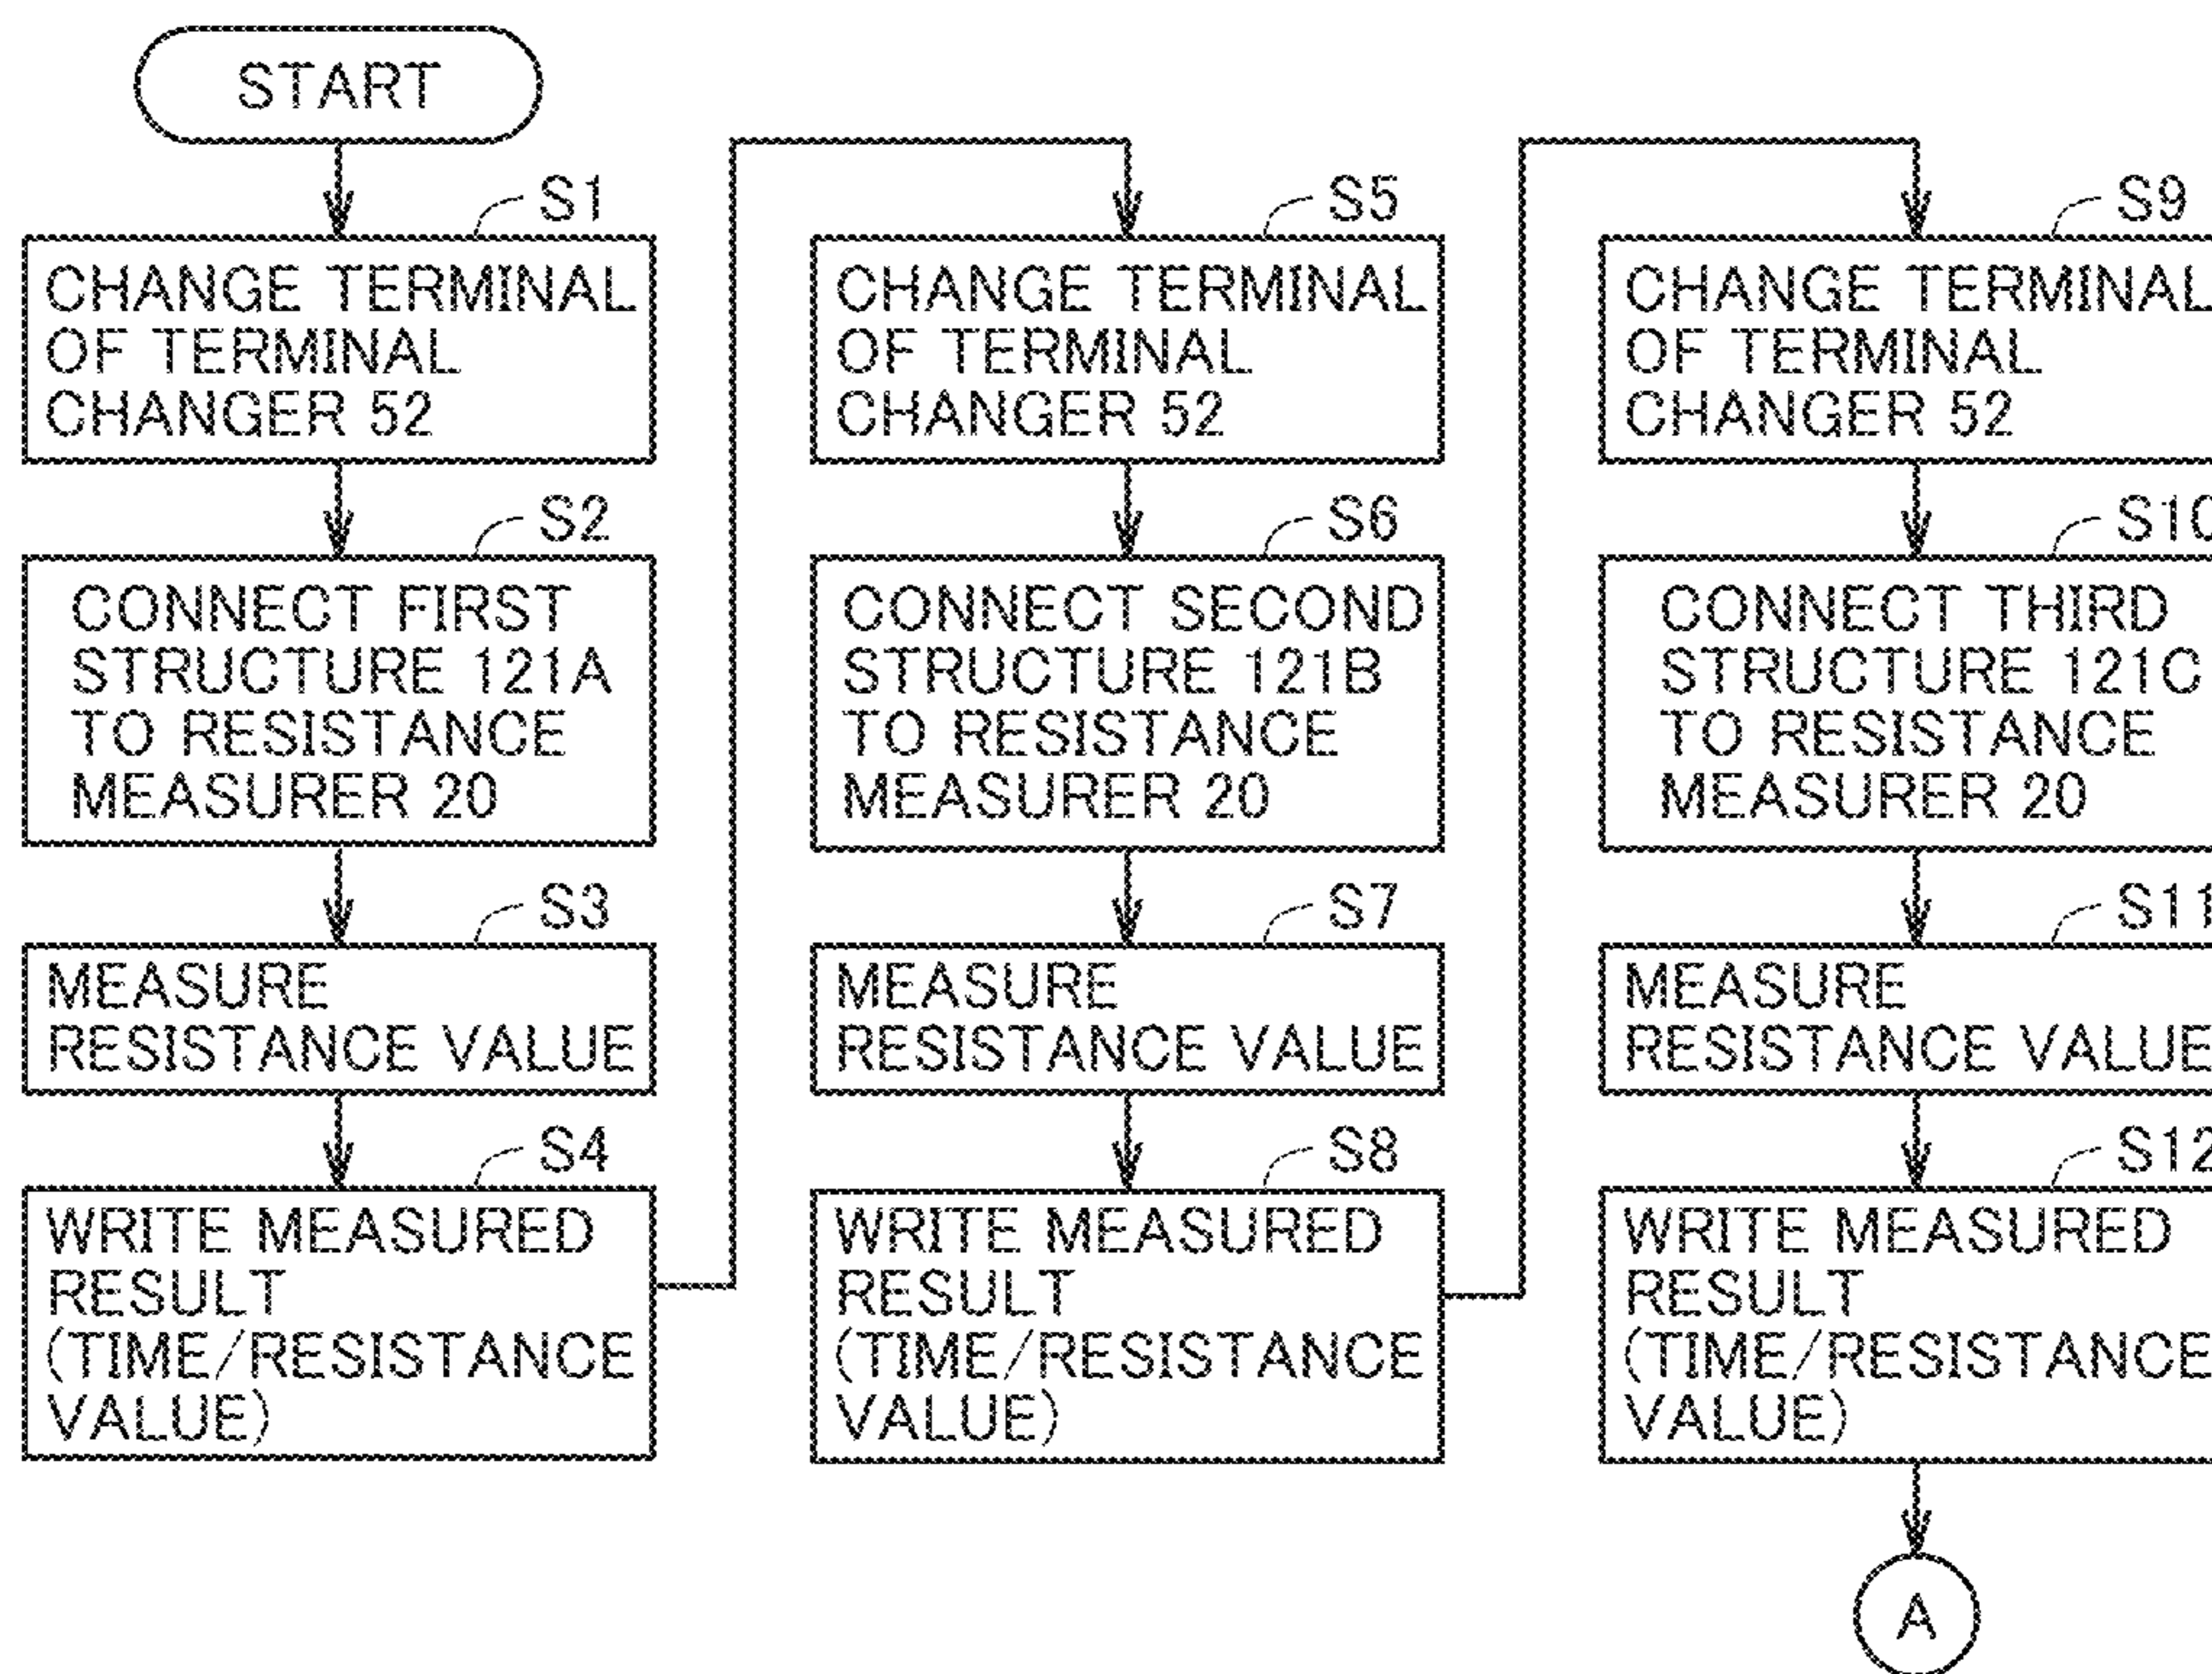 START
S1
CHANGE TERMINAL
OF TERMINAL
CHANGER 52
S2
CONNECT FIRST
STRUCTURE 121A
TO RESISTANCE
MEASURER 20
S3
MEASURE
RESISTANCE VALUE
S4
WRITE MEASURED
RESULT
(TIME/RESISTANCE
VALUE)
S5
CHANGE TERMINAL
OF TERMINAL
CHANGER 52
S6
CONNECT SECOND
STRUCTURE 121B
TO RESISTANCE
MEASURER 20
S7
MEASURE
RESISTANCE VALUE
S8
WRITE MEASURED
RESULT
(TIME/RESISTANCE
VALUE)
S9
CHANGE TERMINAL
OF TERMINAL
CHANGER 52
S10
CONNECT THIRD
STRUCTURE 121C
TO RESISTANCE
MEASURER 20
S11
MEASURE
RESISTANCE VALUE
S12
WRITE MEASURED
RESULT
(TIME/RESISTANCE
VALUE)
A